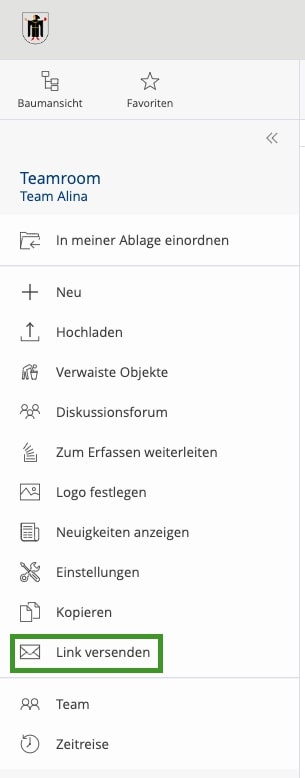 Baumansicht
Favoriten
Teamroom
Team Alina
In meiner Ablage einordnen
Neu
Hochladen
Verwaiste Objekte
Diskussionsforum
Zum Erfassen weiterleiten
Logo festlegen
Neuigkeiten anzeigen
Einstellungen
Kopieren
Link versenden
Team
Zeitreise